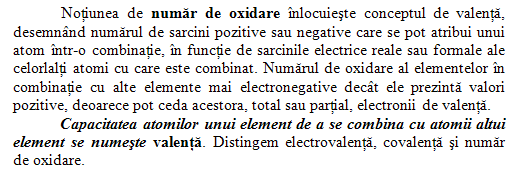 Noţiunea de număr de oxidare înlocuieşte conceptul de valenţă,
desemnând numărul de sarcini pozitive sau negative care se pot atribui unui
atom într-o combinaţie, în funcţie de sarcinile electrice reale sau formale ale
celorlalţi atomi cu care este combinat. Numărul de oxidare al elementelor în
combinaţie cu alte elemente mai electronegative decât ele prezintă valori
pozitive, deoarece pot ceda acestora, total sau parţial, electronii de valenţă.
Capacitatea atomilor unui element de a se combina cu atomii altui
element se numeşte valenţă. Distingem electrovalenţă, covalenţă şi număr
de oxidare.